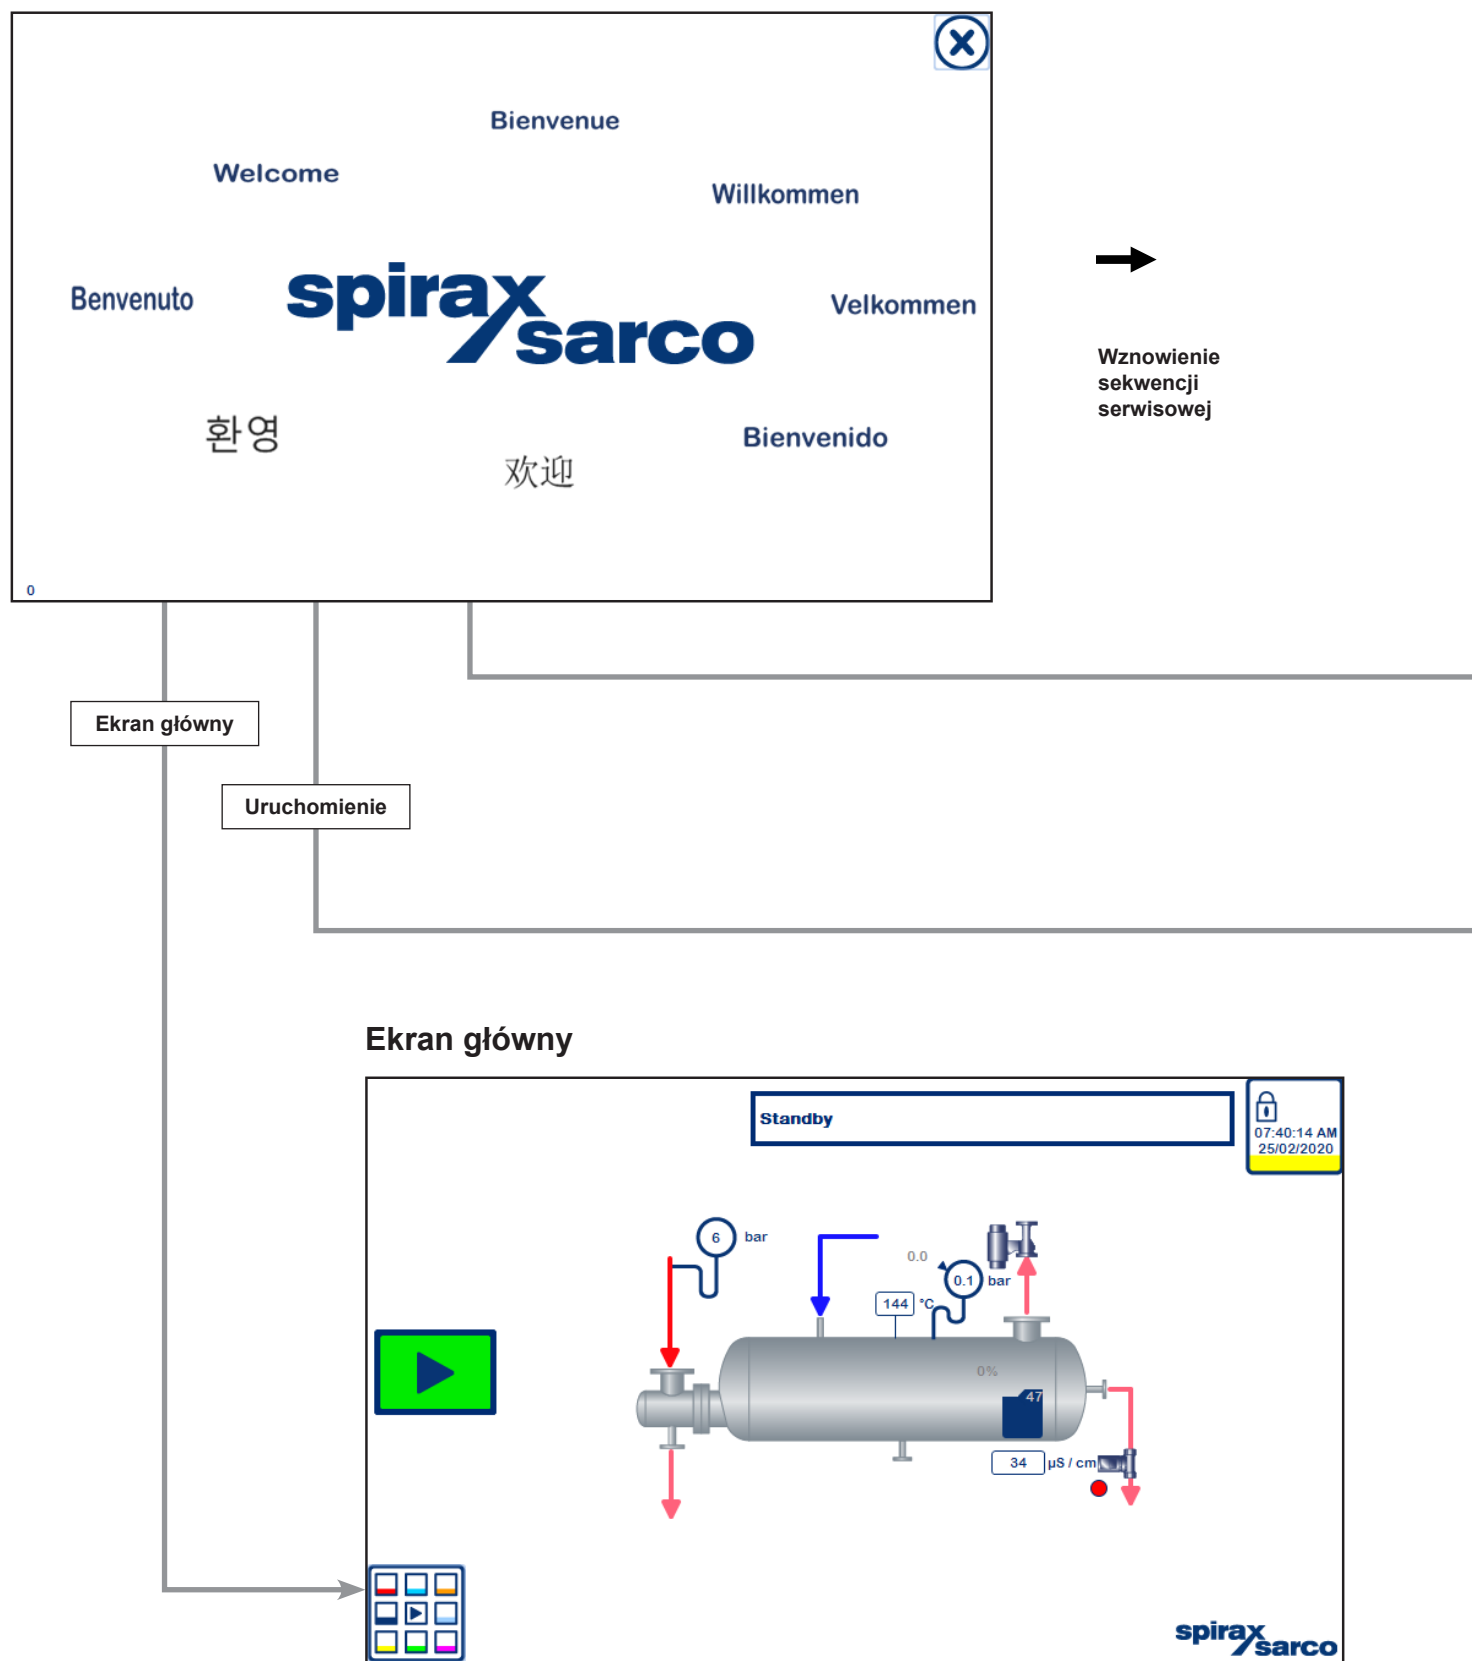 Bienvenue
Welcome
Willkommen
Benvenuto
spirax
sarco
Velkommen
환영
欢迎
Bienvenido
0
Wznowienie
sekwencji
serwisowej
Ekran główny
Uruchomienie
Ekran główny
Standby
07:40:14 AM
25/02/2020
6 bar
0.0
0.1 bar
144 °C
0%
47
34 µS / cm
spirax
sarco